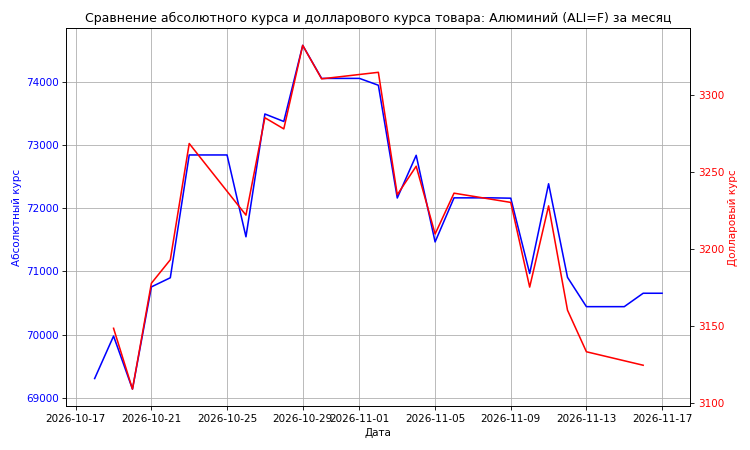 Сравнение абсолютного курса и долларового курса товара: Алюминий (ALI=F) за месяц
Абсолютный курс
74000
73000
72000
71000
70000
69000
3300
3250
3200
3150
3100
Долларовый курс
2026-10-17 2026-10-21 2026-10-25 2026-10-29 2026-11-01 2026-11-05 2026-11-09 2026-11-13 2026-11-17
Дата